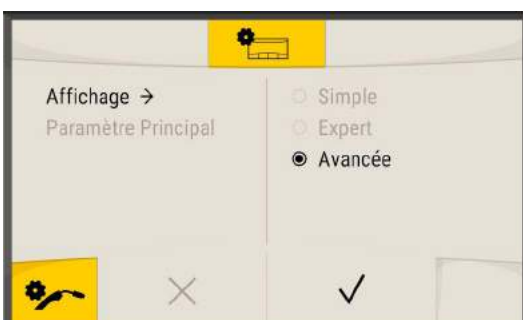 Affichage →
Paramètre Principal
Simple
Expert
Avancée